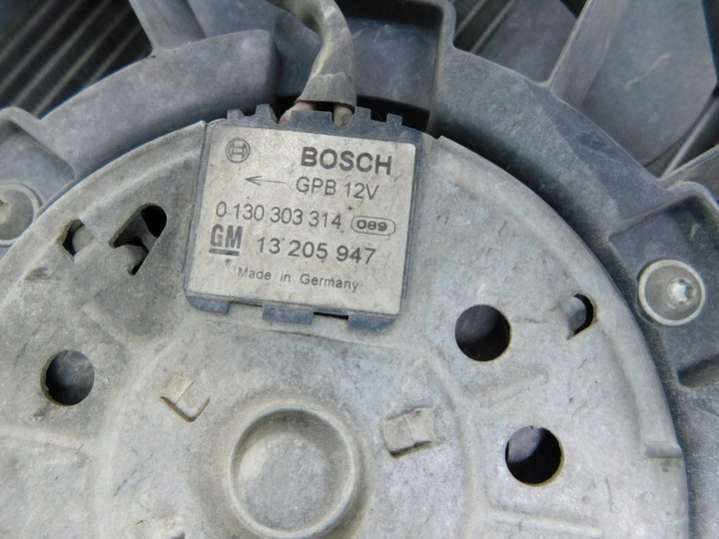 BOSCH
← GPB 12V
0 130 303 314 089
GM 13 205 947
Made in Germany